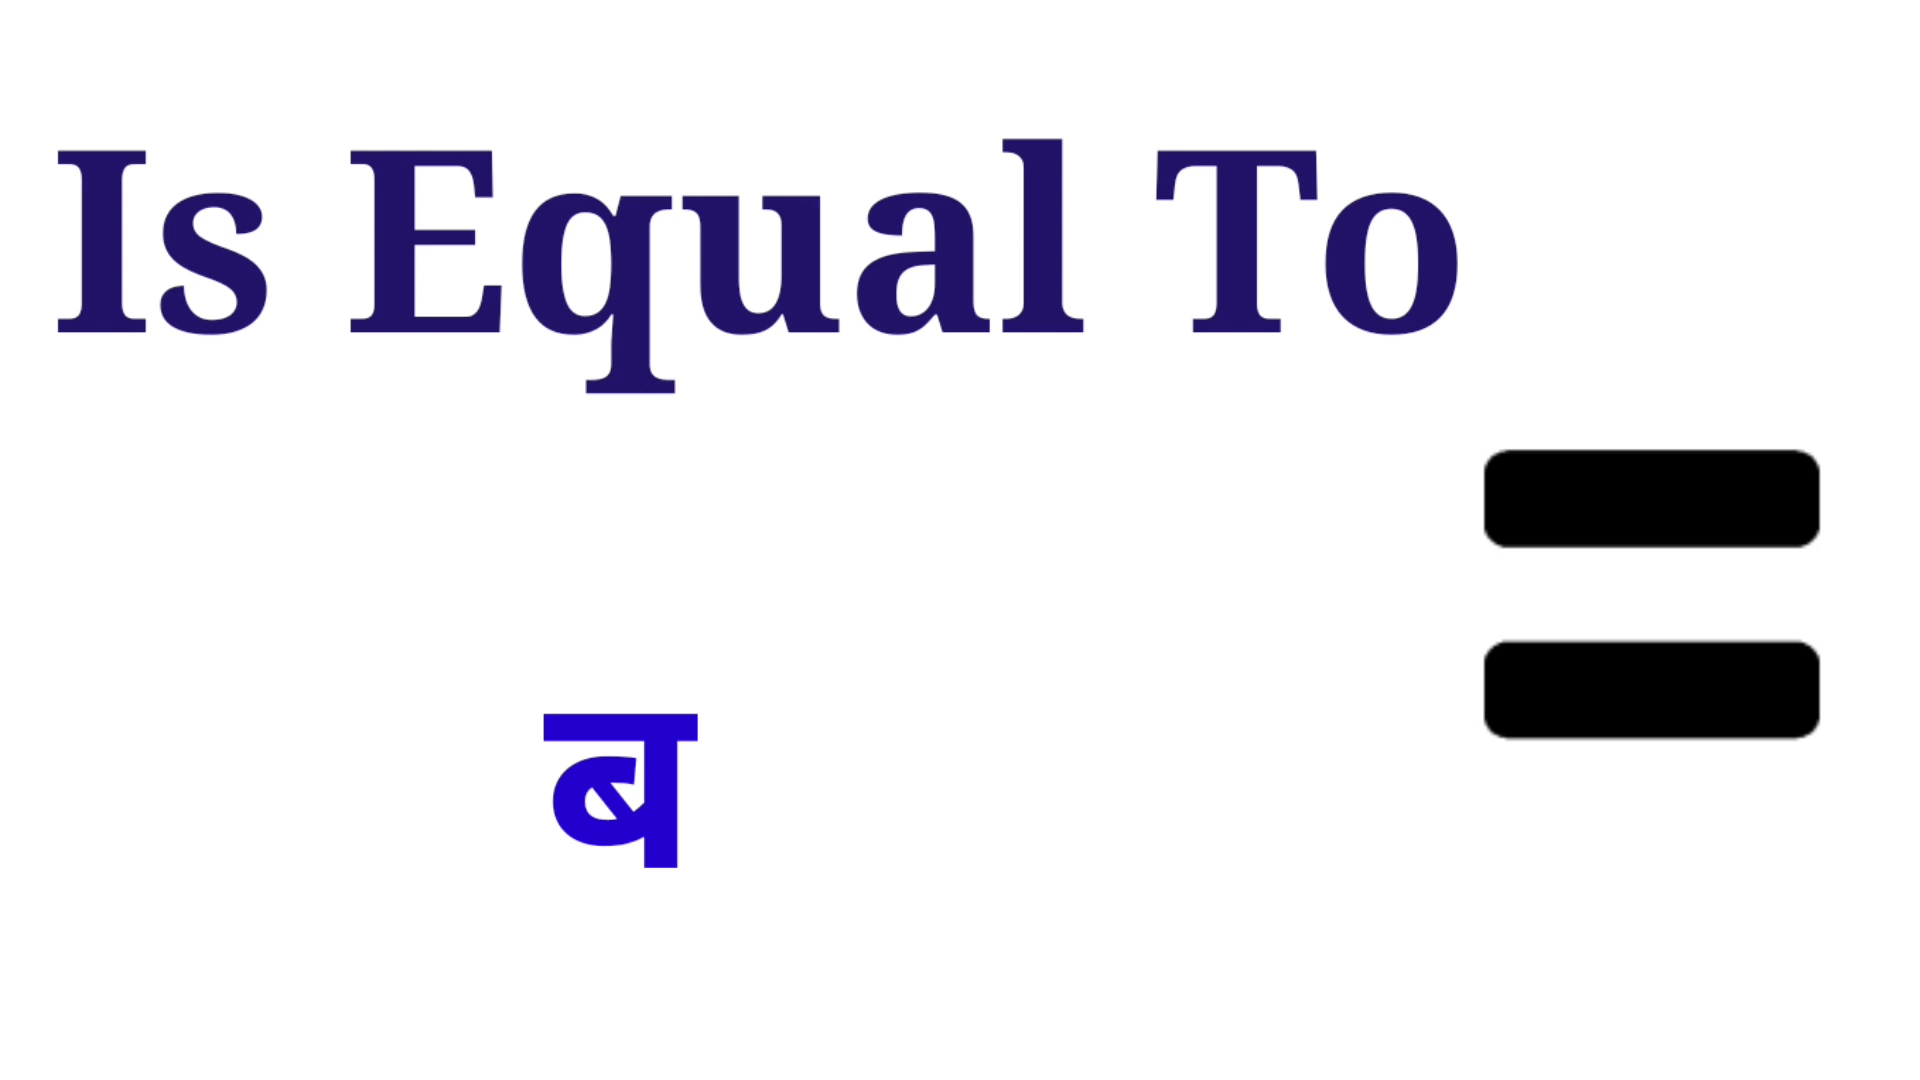 Is Equal To
=
ब